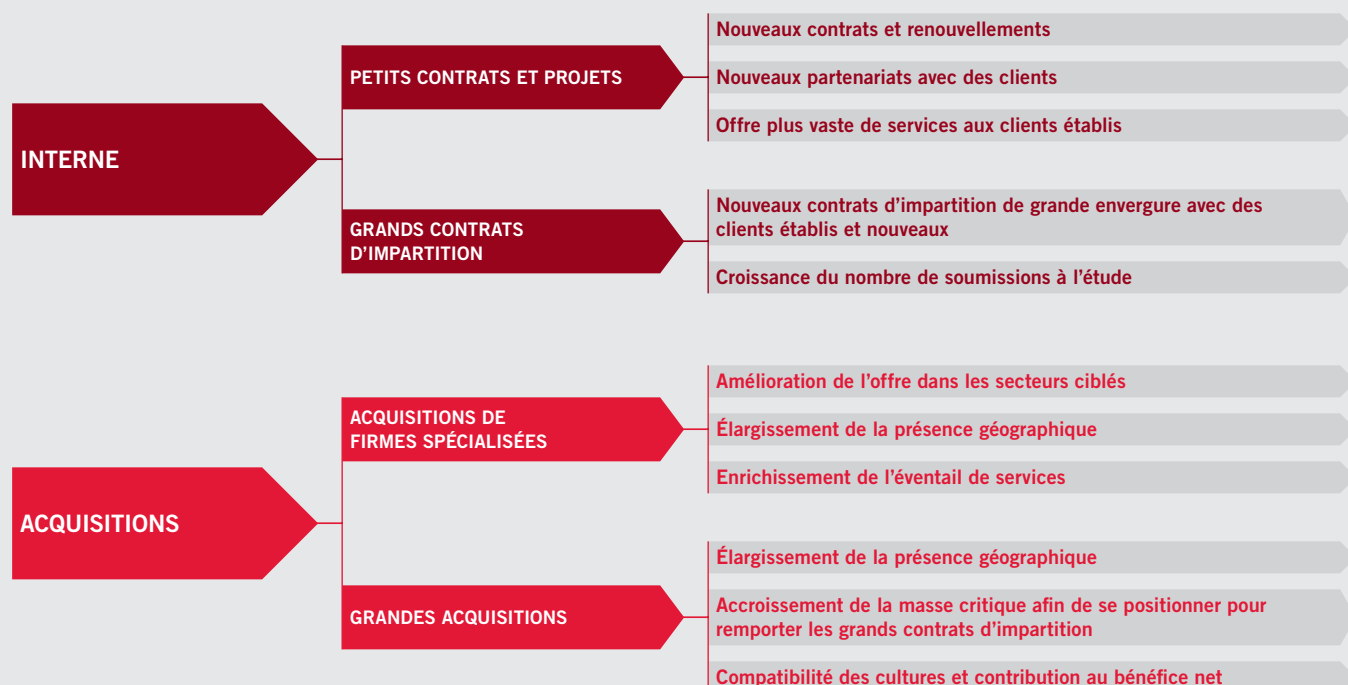 INTERNE
PETITS CONTRATS ET PROJETS
Nouveaux contrats et renouvellements
Nouveaux partenariats avec des clients
Offre plus vaste de services aux clients établis
GRANDS CONTRATS
D’IMPARTITION
Nouveaux contrats d’impartition de grande envergure avec des
clients établis et nouveaux
Croissance du nombre de soumissions à l’étude
ACQUISITIONS
ACQUISITIONS DE
FIRMES SPÉCIALISÉES
Amélioration de l’offre dans les secteurs ciblés
Élargissement de la présence géographique
Enrichissement de l’éventail de services
GRANDES ACQUISITIONS
Élargissement de la présence géographique
Accroissement de la masse critique afin de se positionner pour
remporter les grands contrats d’impartition
Compatibilité des cultures et contribution au bénéfice net